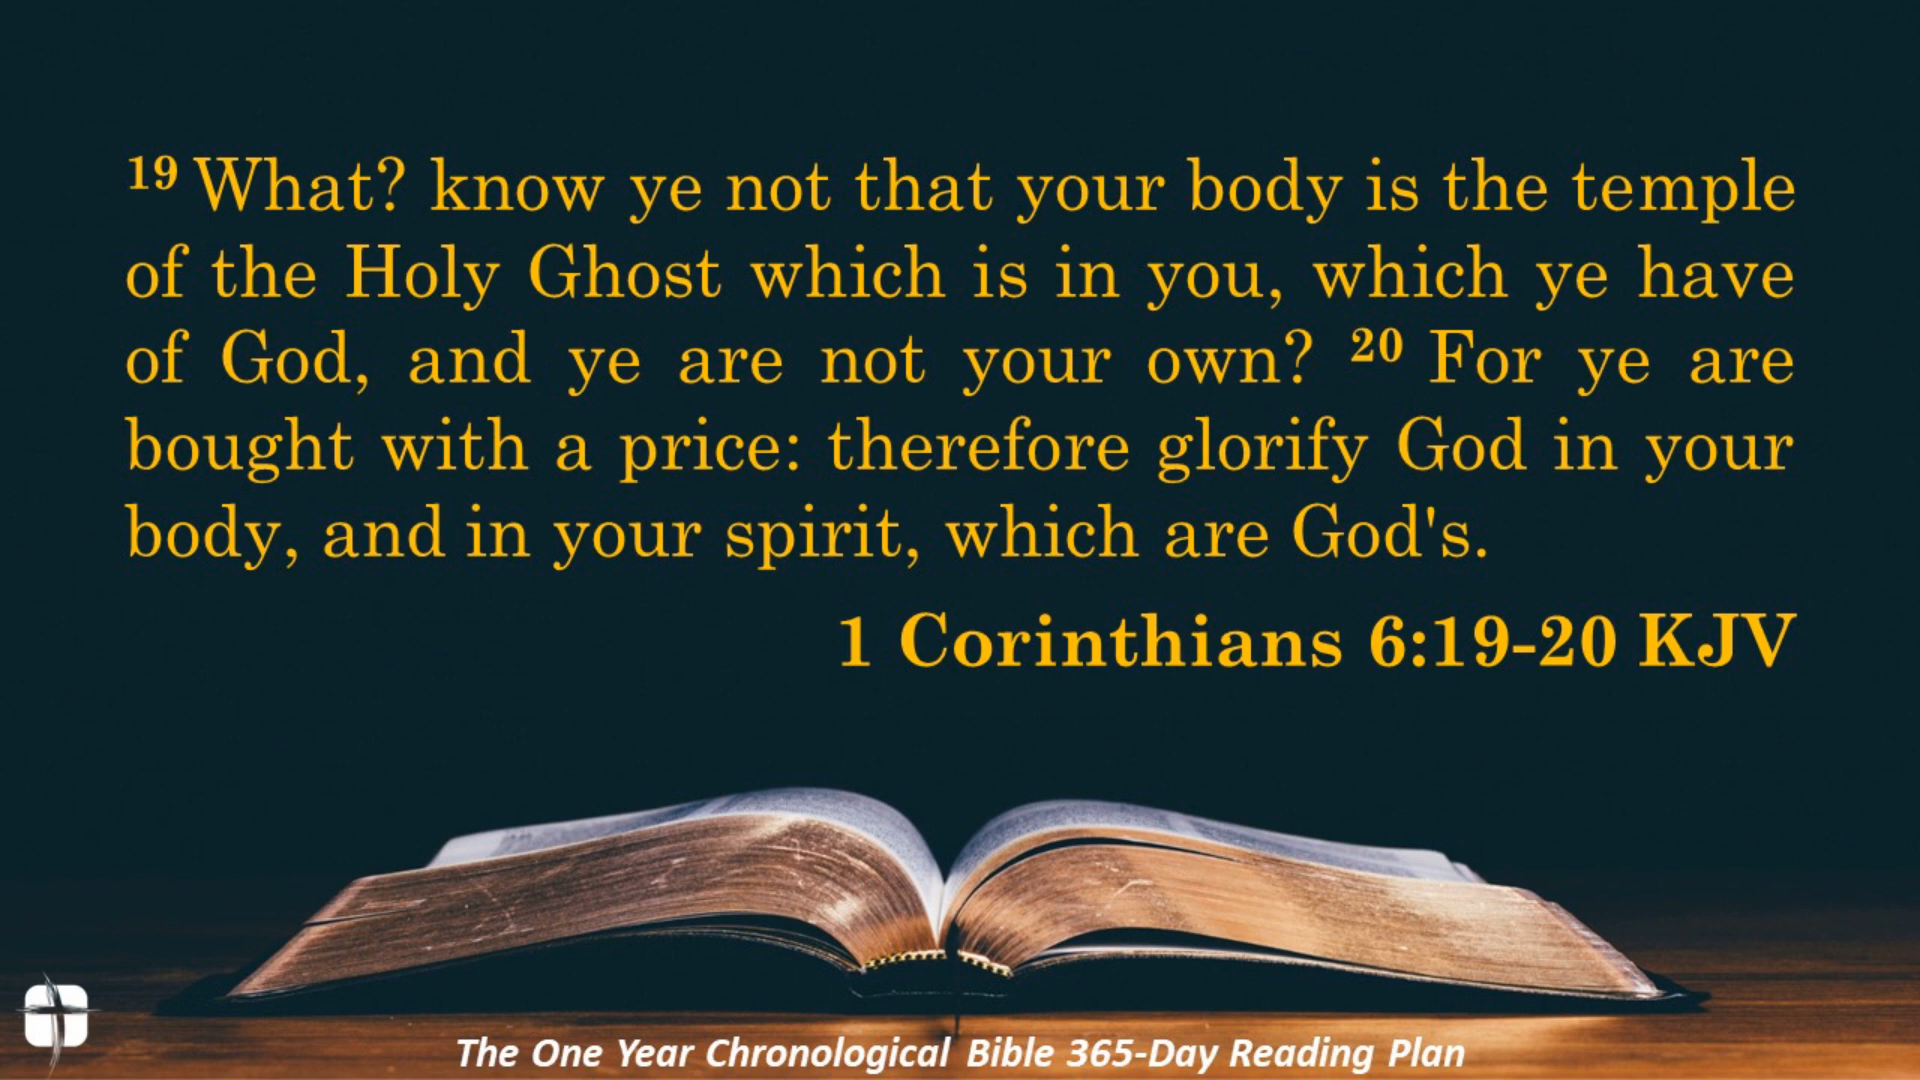 19 What? know ye not that your body is the temple
of the Holy Ghost which is in you, which ye have
of God, and ye are not your own? 20 For ye are
bought with a price: therefore glorify God in your
body, and in your spirit, which are God's.
1 Corinthians 6:19-20 KJV
The One Year Chronological Bible 365-Day Reading Plan